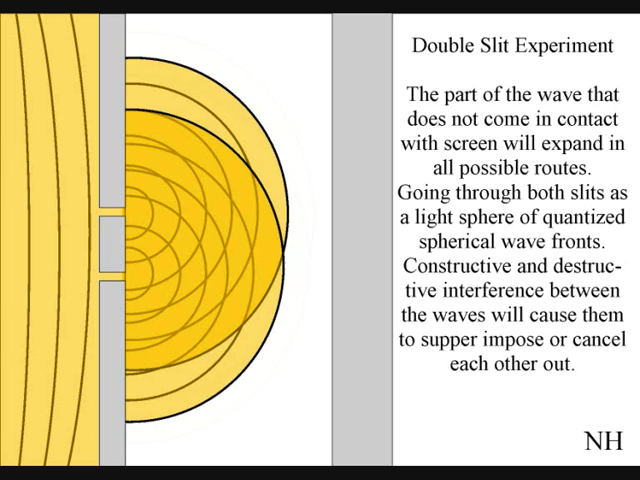 Double Slit Experiment
The part of the wave that
does not come in contact
with screen will expand in
all possible routes.
Going through both slits as
a light sphere of quantized
spherical wave fronts.
Constructive and destruc-
tive interference between
the waves will cause them
to supper impose or cancel
each other out.
NH